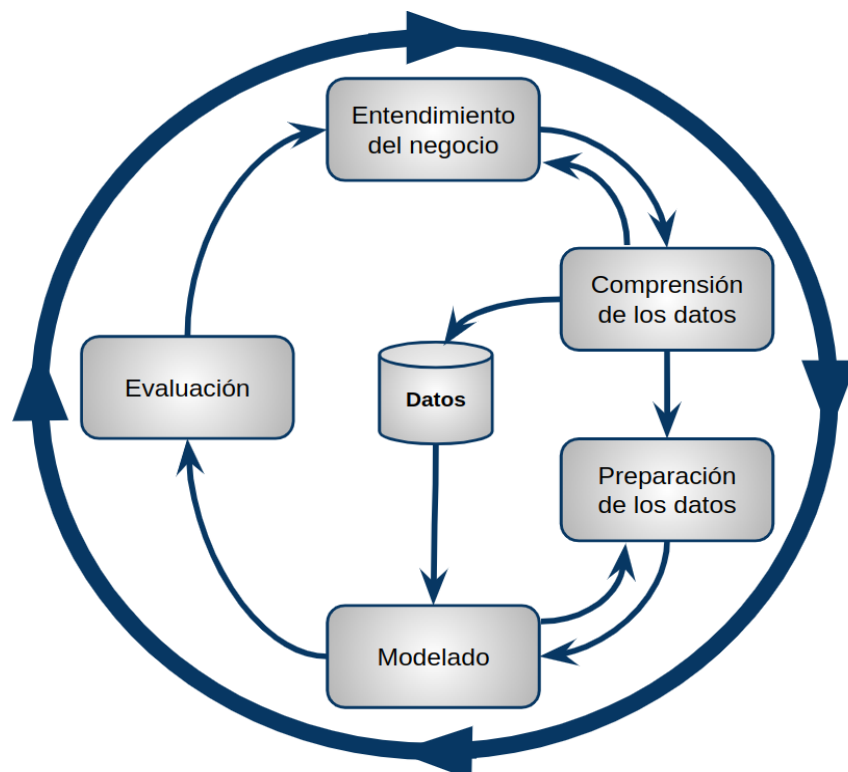 Entendimiento
del negocio
Comprensión
de los datos
Evaluación
Datos
Preparación
de los datos
Modelado